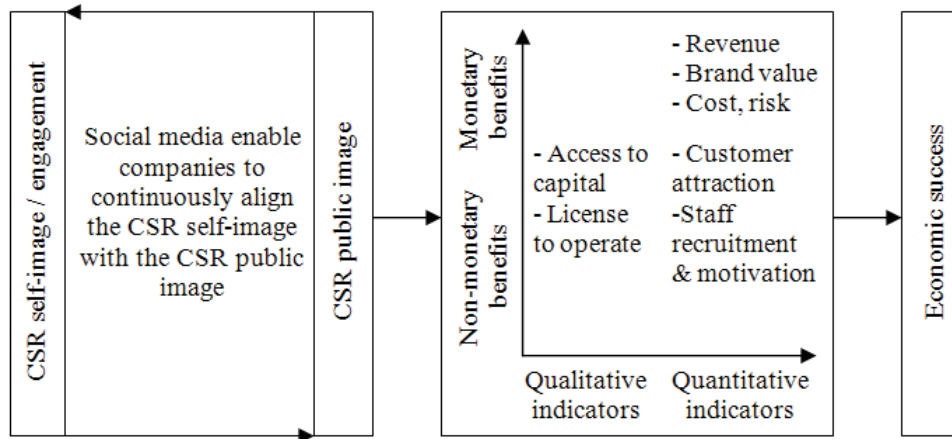 CSR self-image / engagement
Social media enable
companies to
continuously align
the CSR self-image
with the CSR public
image
CSR public image
Monetary
benefits
Non-monetary
benefits
- Access to
capital
- License
to operate
- Revenue
- Brand value
- Cost, risk
- Customer
attraction
-Staff
recruitment
& motivation
Qualitative
indicators
Quantitative
indicators
Economic success